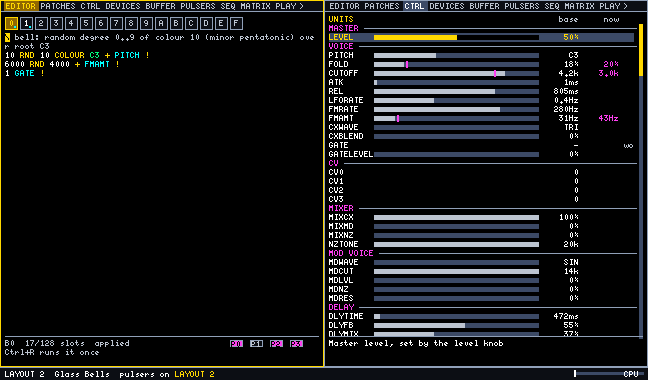 EDITOR PATCHES CTRL DEVICES BUFFER PULSERS SEQ MATRIX PLAY >
0 1 2 3 4 5 6 7 8 9 A B C D E F
\ bell: random degree 0..9 of colour 10 (minor pentatonic) ove
r root C3
10 RND 10 COLOUR C3 + PITCH !
6000 RND 4000 + FMAMT !
1 GATE !
B0 17/128 slots applied P0 P1 P2 P3
Ctrl+R runs it once
EDITOR PATCHES CTRL DEVICES BUFFER PULSERS SEQ MATRIX PLAY >
UNITS base now
MASTER
LEVEL 50%
VOICE
PITCH C3
FOLD 18% 20%
CUTOFF 4.2k 3.0k
ATK 1ms
REL 805ms
LFORATE 0.4Hz
FMRATE 280Hz
FMAMT 31Hz 43Hz
CXWAVE TRI
CXBLEND 0%
GATE - wo
GATELEVEL 0%
CV
CV0 0
CV1 0
CV2 0
CV3 0
MIXER
MIXCX 100%
MIXMD 0%
MIXNZ 0%
NZTONE 20k
MOD VOICE
MDWAVE SIN
MDCUT 14k
MDLVL 0%
MDNZ 0%
MDRES 0%
DELAY
DLYTIME 472ms
DLYFB 55%
DLYMIX 37%
Master level, set by the level knob
LAYOUT 2 Glass Bells pulsers on LAYOUT 2 CPU